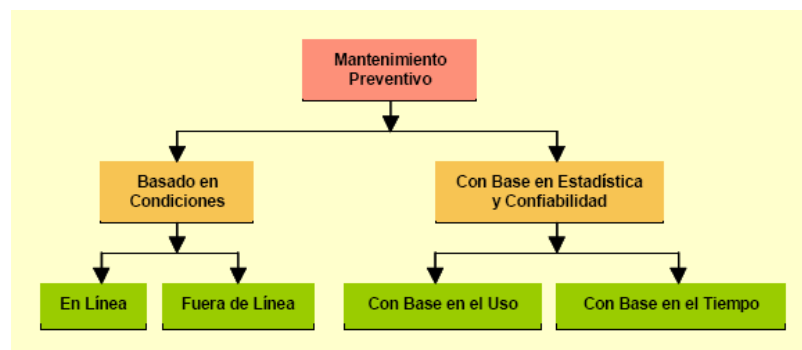 Mantenimiento
Preventivo
Basado en
Condiciones
Con Base en Estadística
y Confiabilidad
En Línea
Fuera de Línea
Con Base en el Uso
Con Base en el Tiempo